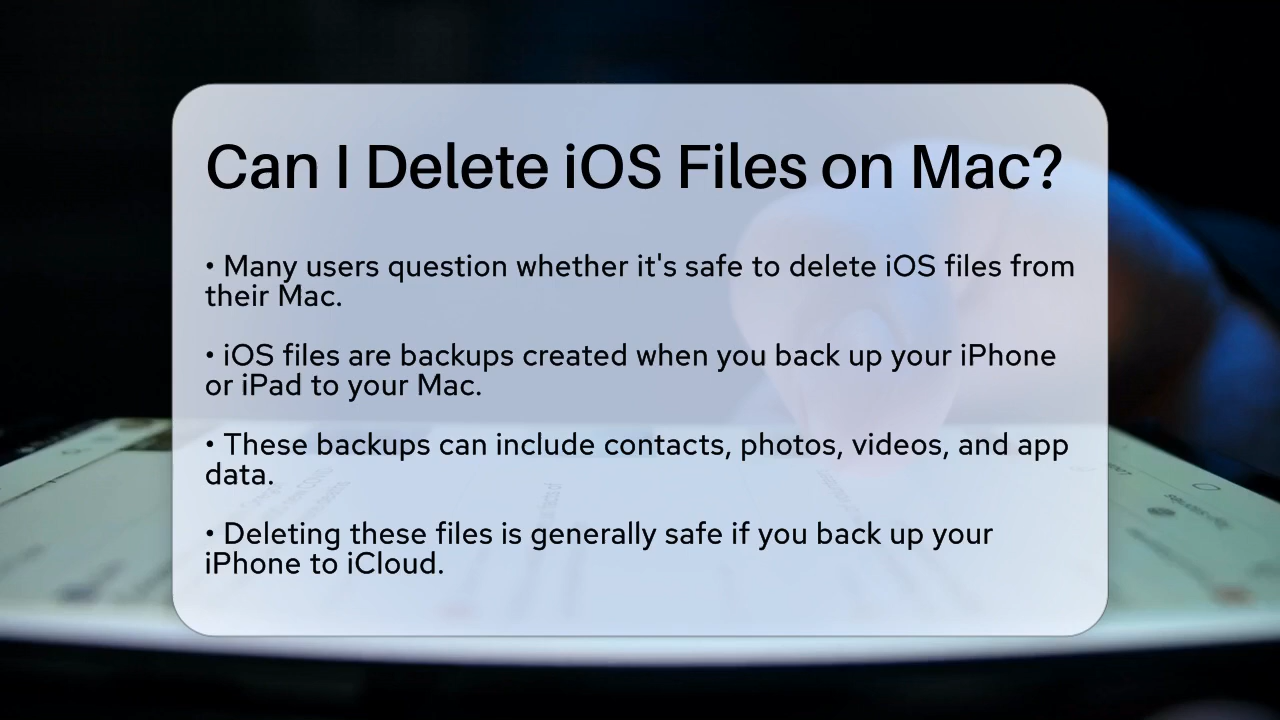 Can I Delete iOS Files on Mac?
• Many users question whether it's safe to delete iOS files from
their Mac.
• iOS files are backups created when you back up your iPhone
or iPad to your Mac.
• These backups can include contacts, photos, videos, and app
data.
• Deleting these files is generally safe if you back up your
iPhone to iCloud.